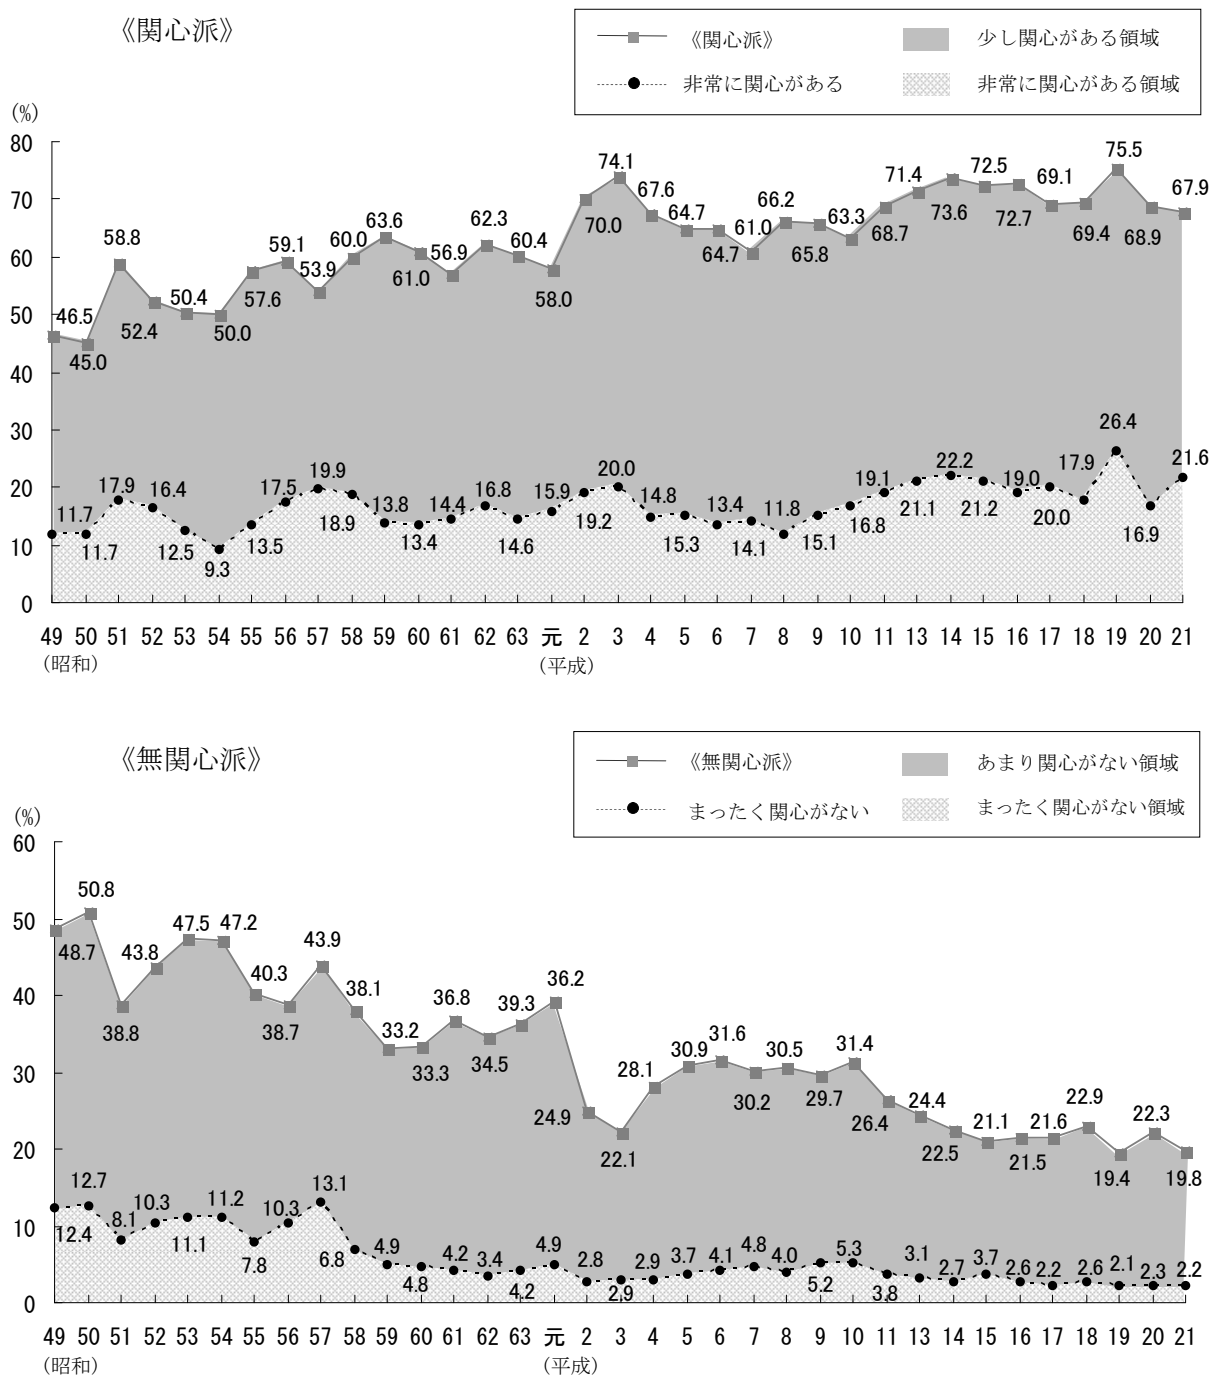 《関心派》
《関心派》 少し関心がある領域
非常に関心がある 非常に関心がある領域
(%)
80
70
60
50
40
30
20
10
0
46.5 45.0 58.8 52.4 50.4 50.0 57.6 59.1 53.9 60.0 63.6 61.0 56.9 62.3 60.4 58.0 70.0 74.1 67.6 64.7 64.7 61.0 66.2 65.8 63.3 68.7 71.4 73.6 72.5 72.7 69.1 69.4 75.5 68.9 67.9
11.7 11.7 17.9 16.4 12.5 9.3 13.5 17.5 19.9 18.9 13.8 13.4 14.4 16.8 14.6 15.9 19.2 20.0 14.8 15.3 13.4 14.1 11.8 15.1 16.8 19.1 21.1 22.2 21.2 19.0 20.0 17.9 26.4 16.9 21.6
49 50 51 52 53 54 55 56 57 58 59 60 61 62 63 元 2 3 4 5 6 7 8 9 10 11 13 14 15 16 17 18 19 20 21
(昭和) (平成)
《無関心派》
《無関心派》 あまり関心がない領域
まったく関心がない まったく関心がない領域
(%)
60
50
40
30
20
10
0
48.7 50.8 38.8 43.8 47.5 47.2 40.3 38.7 43.9 38.1 33.2 33.3 36.8 34.5 39.3 36.2 24.9 22.1 28.1 30.9 31.6 30.2 30.5 29.7 31.4 26.4 24.4 22.5 21.1 21.5 21.6 22.9 19.4 22.3 19.8
12.4 12.7 8.1 10.3 11.1 11.2 7.8 10.3 13.1 6.8 4.9 4.8 4.2 3.4 4.2 4.9 2.8 2.9 2.9 3.7 4.1 4.8 4.0 5.2 5.3 3.8 3.1 2.7 3.7 2.6 2.2 2.6 2.1 2.3 2.2
49 50 51 52 53 54 55 56 57 58 59 60 61 62 63 元 2 3 4 5 6 7 8 9 10 11 13 14 15 16 17 18 19 20 21
(昭和) (平成)